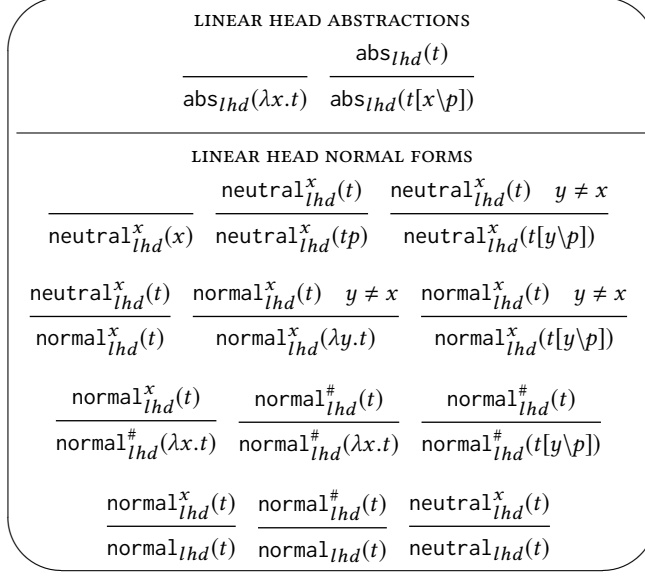 LINEAR HEAD ABSTRACTIONS
abs_{lhd}(t)
abs_{lhd}(λx.t) abs_{lhd}(t[x\p])
LINEAR HEAD NORMAL FORMS
neutral^x_{lhd}(t) neutral^x_{lhd}(t) y ≠ x
neutral^x_{lhd}(x) neutral^x_{lhd}(tp) neutral^x_{lhd}(t[y\p])
neutral^x_{lhd}(t) normal^x_{lhd}(t) y ≠ x normal^x_{lhd}(t) y ≠ x
normal^x_{lhd}(t) normal^x_{lhd}(λy.t) normal^x_{lhd}(t[y\p])
normal^x_{lhd}(t) normal^#_{lhd}(t) normal^#_{lhd}(t)
normal^#_{lhd}(λx.t) normal^#_{lhd}(λx.t) normal^#_{lhd}(t[y\p])
normal^x_{lhd}(t) normal^#_{lhd}(t) neutral^x_{lhd}(t)
normal_{lhd}(t) normal_{lhd}(t) neutral_{lhd}(t)